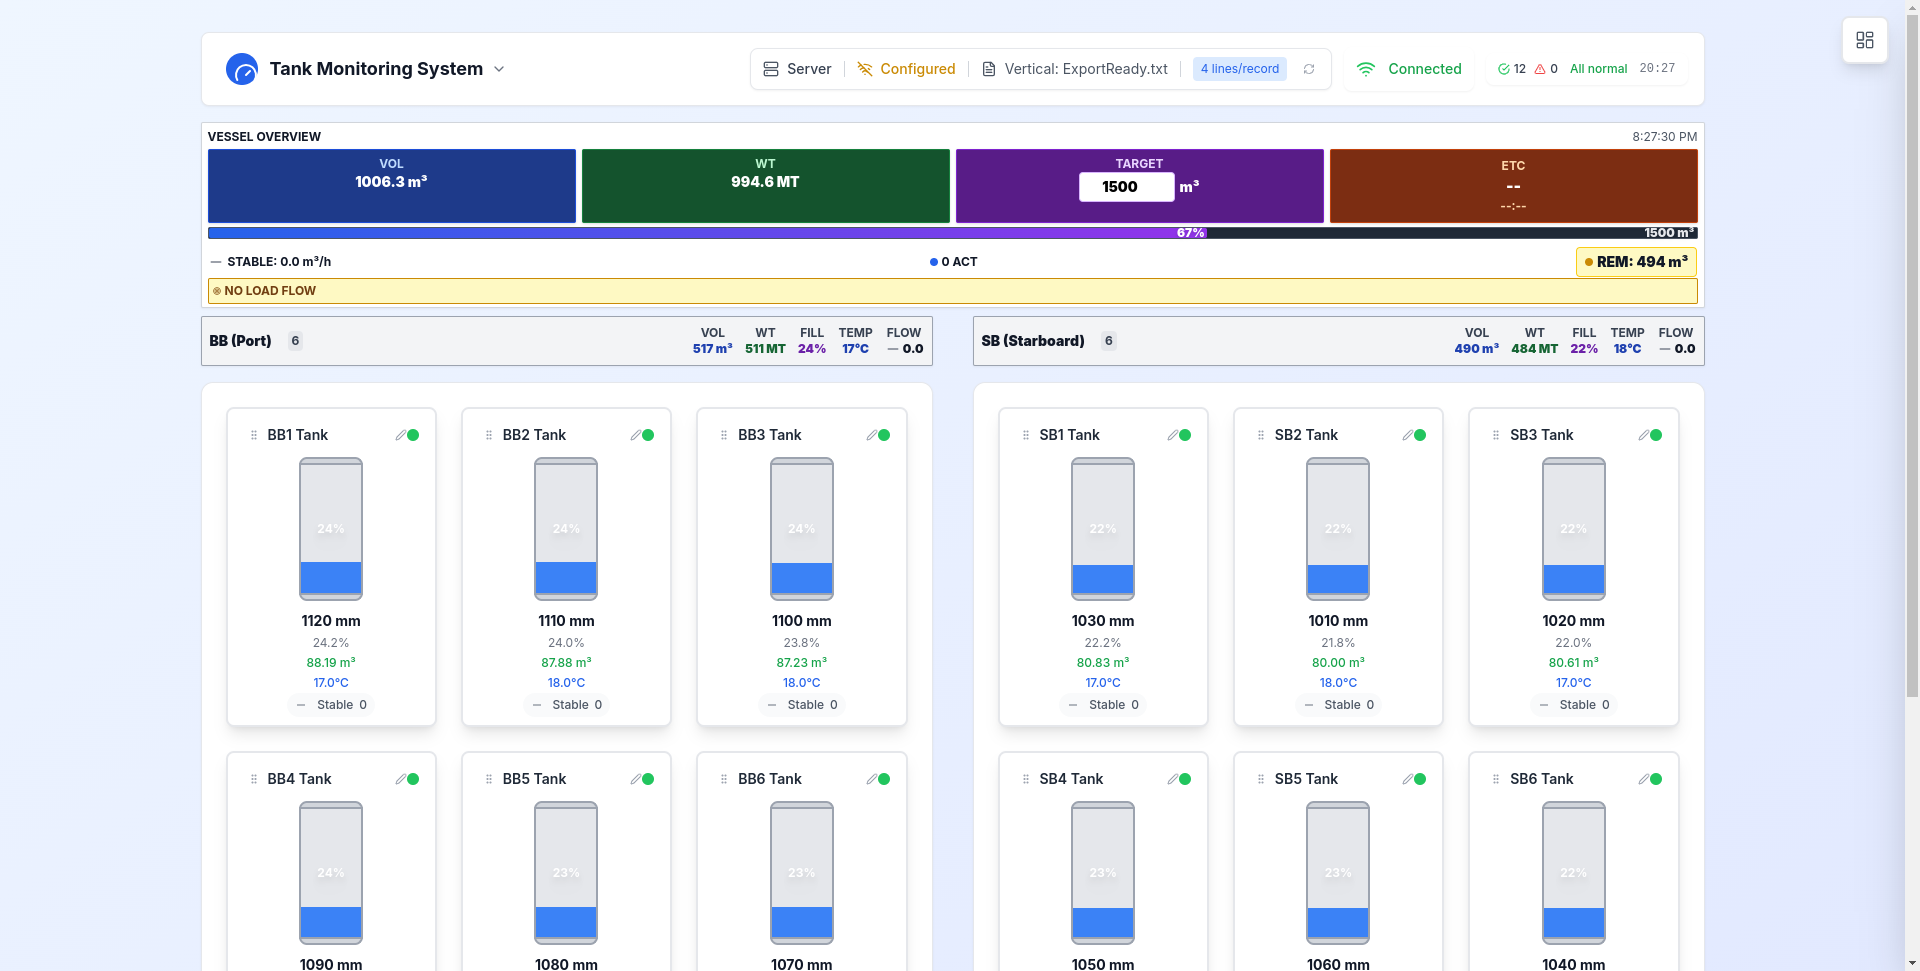 Tank Monitoring System
Server Configured Vertical: ExportReady.txt 4 lines/record
Connected
12 0 All normal 20:27
VESSEL OVERVIEW 8:27:30 PM
VOL
1006.3 m³
WT
994.6 MT
TARGET
1500 m³
ETC
--
--:--
67% 1500 m³
STABLE: 0.0 m³/h 0 ACT REM: 494 m³
NO LOAD FLOW
BB (Port) 6
VOL WT FILL TEMP FLOW
517 m³ 511 MT 24% 17°C — 0.0
SB (Starboard) 6
VOL WT FILL TEMP FLOW
490 m³ 484 MT 22% 18°C — 0.0
BB1 Tank
24%
1120 mm
24.2%
88.19 m³
17.0°C
Stable 0
BB2 Tank
24%
1110 mm
24.0%
87.88 m³
18.0°C
Stable 0
BB3 Tank
24%
1100 mm
23.8%
87.23 m³
18.0°C
Stable 0
SB1 Tank
22%
1030 mm
22.2%
80.83 m³
17.0°C
Stable 0
SB2 Tank
22%
1010 mm
21.8%
80.00 m³
18.0°C
Stable 0
SB3 Tank
22%
1020 mm
22.0%
80.61 m³
17.0°C
Stable 0
BB4 Tank
24%
1090 mm
BB5 Tank
23%
1080 mm
BB6 Tank
23%
1070 mm
SB4 Tank
23%
1050 mm
SB5 Tank
23%
1060 mm
SB6 Tank
22%
1040 mm